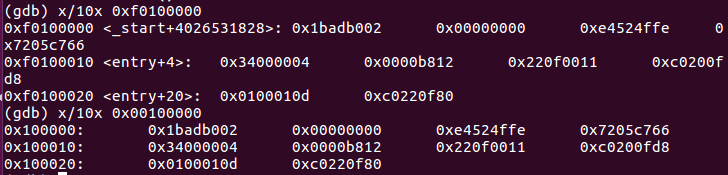 (gdb) x/10x 0xf0100000
0xf0100000 <_start+4026531828>: 0x1badb002 0x00000000 0xe4524ffe 0
x7205c766
0xf0100010 <entry+4>: 0x34000004 0x0000b812 0x220f0011 0xc0200f
d8
0xf0100020 <entry+20>: 0x0100010d 0xc0220f80
(gdb) x/10x 0x00100000
0x100000: 0x1badb002 0x00000000 0xe4524ffe 0x7205c766
0x100010: 0x34000004 0x0000b812 0x220f0011 0xc0200fd8
0x100020: 0x0100010d 0xc0220f80